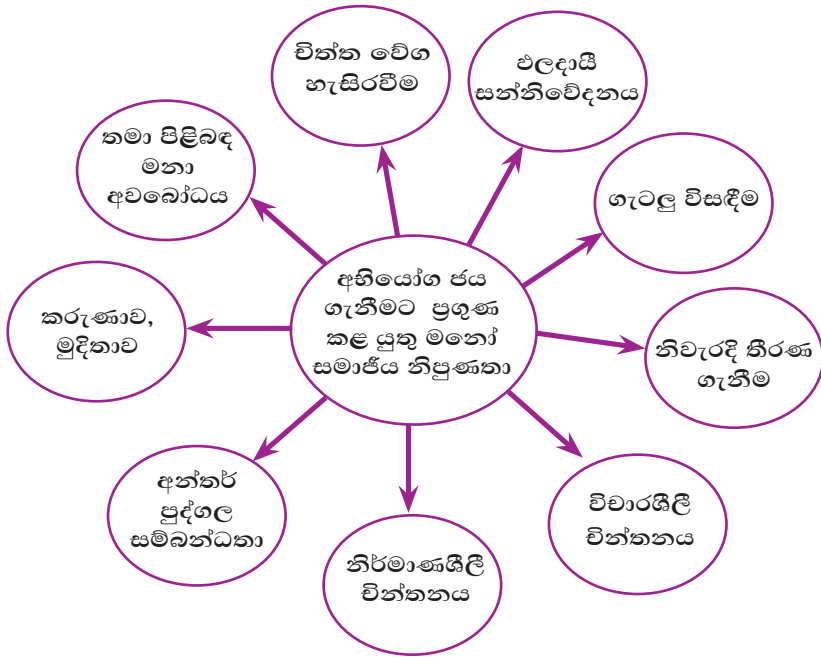 චිත්ත වේග
හැසිරවීම
ඵලදායී
සන්නිවේදනය
තමා පිළිබඳ
මනා
අවබෝධය
ගැටලු විසඳීම
අභියෝග ජය
ගැනීමට ප්‍රගුණ
කළ යුතු මනෝ
සමාජීය නිපුණතා
කරුණාව,
මුදිතාව
නිවැරදි තීරණ
ගැනීම
අන්තර්
පුද්ගල
සම්බන්ධතා
විචාරශීලී
චින්තනය
නිර්මාණශීලී
චින්තනය